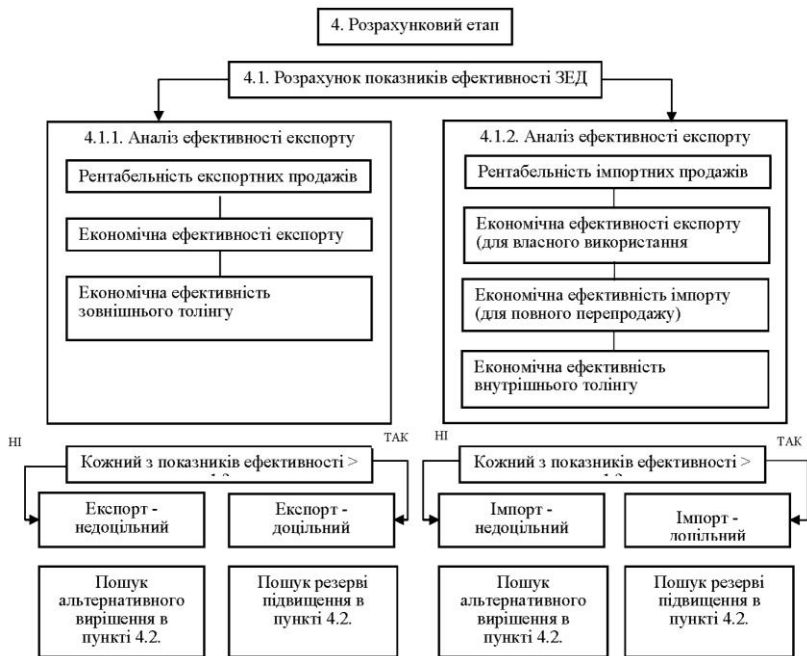 4. Розрахунковий етап
4.1. Розрахунок показників ефективності ЗЕД
4.1.1. Аналіз ефективності експорту
Рентабельність експортних продажів
Економічна ефективності експорту
Економічна ефективність
зовнішнього толінгу
4.1.2. Аналіз ефективності експорту
Рентабельність імпортних продажів
Економічна ефективності експорту
(для власного використання
Економічна ефективність імпорту
(для повного перепродажу)
Економічна ефективність
внутрішнього толінгу
НІ
Кожний з показників ефективності >
ТАК
НІ
Кожний з показників ефективності >
ТАК
Експорт -
недоцільний
Експорт -
доцільний
Імпорт -
недоцільний
Імпорт -
доцільний
Пошук
альтернативного
вирішення в
пункті 4.2.
Пошук резерві
підвищення в
пункті 4.2.
Пошук
альтернативного
вирішення в
пункті 4.2.
Пошук резерві
підвищення в
пункті 4.2.